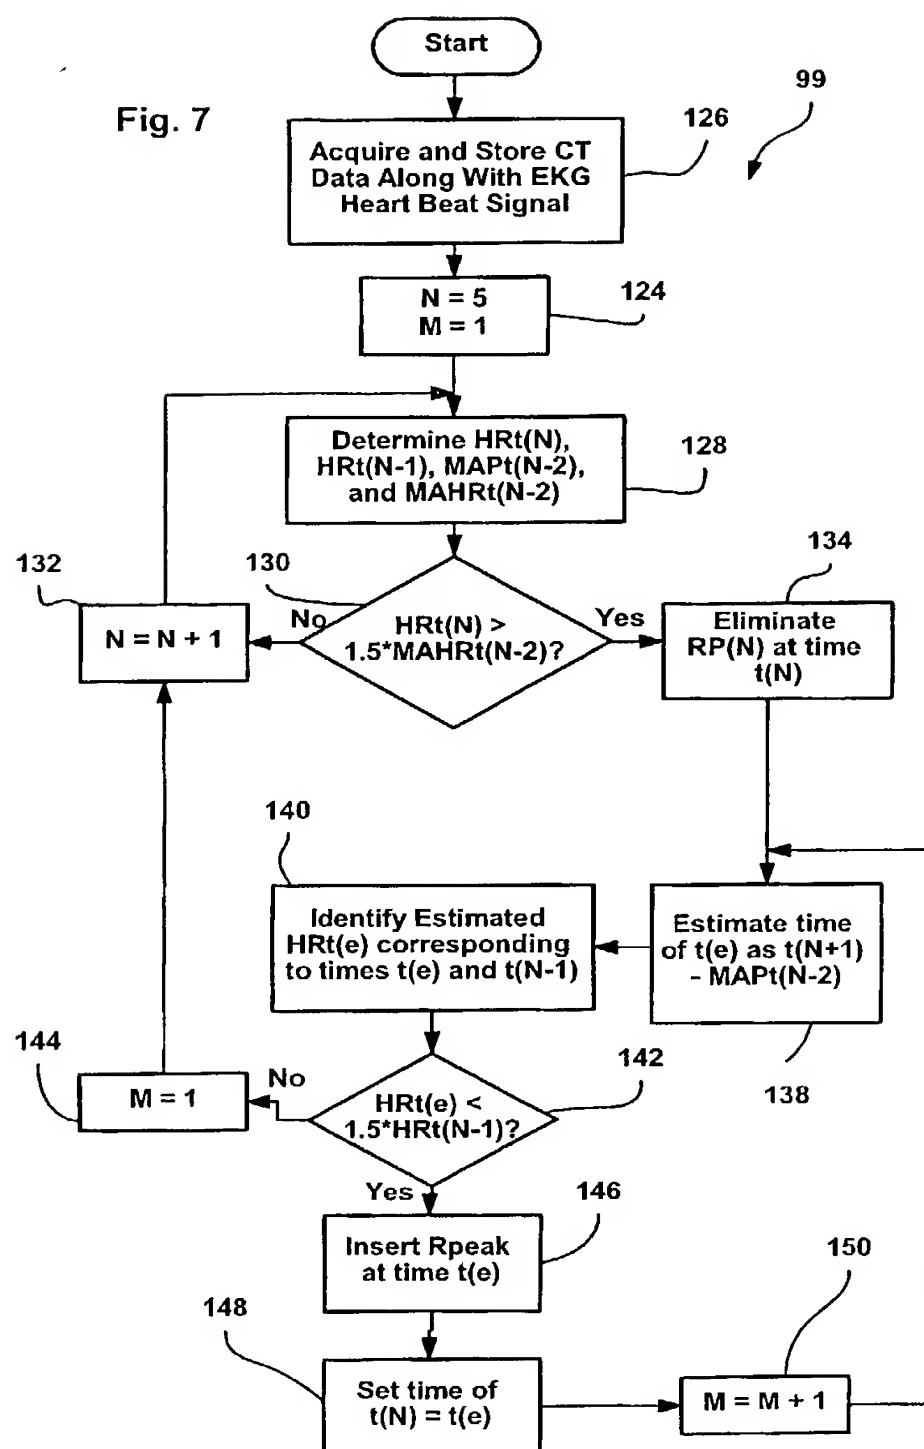 Start
Fig. 7
99
126
Acquire and Store CT
Data Along With EKG
Heart Beat Signal
124
N = 5
M = 1
128
Determine HRt(N),
HRt(N-1), MAPt(N-2),
and MAHRt(N-2)
132
130
134
No
Yes
N = N + 1
HRt(N) >
1.5*MAHRt(N-2)?
Eliminate
RP(N) at time
t(N)
140
Identify Estimated
HRt(e) corresponding
to times t(e) and t(N-1)
Estimate time
of t(e) as t(N+1)
- MAPt(N-2)
138
144
142
No
M = 1
HRt(e) <
1.5*HRt(N-1)?
Yes
146
Insert Rpeak
at time t(e)
150
148
Set time of
t(N) = t(e)
M = M + 1